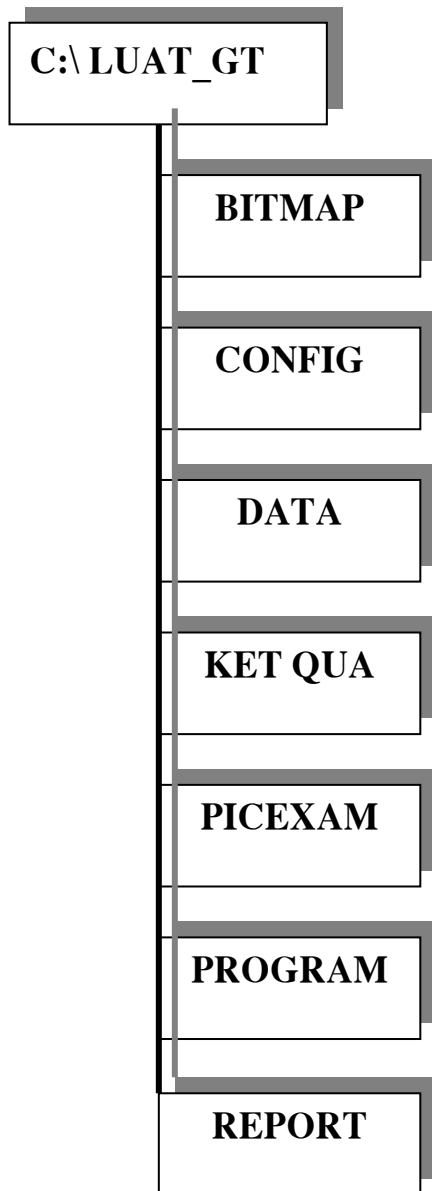 C:\ LUAT_GT
BITMAP
CONFIG
DATA
KET QUA
PICEXAM
PROGRAM
REPORT